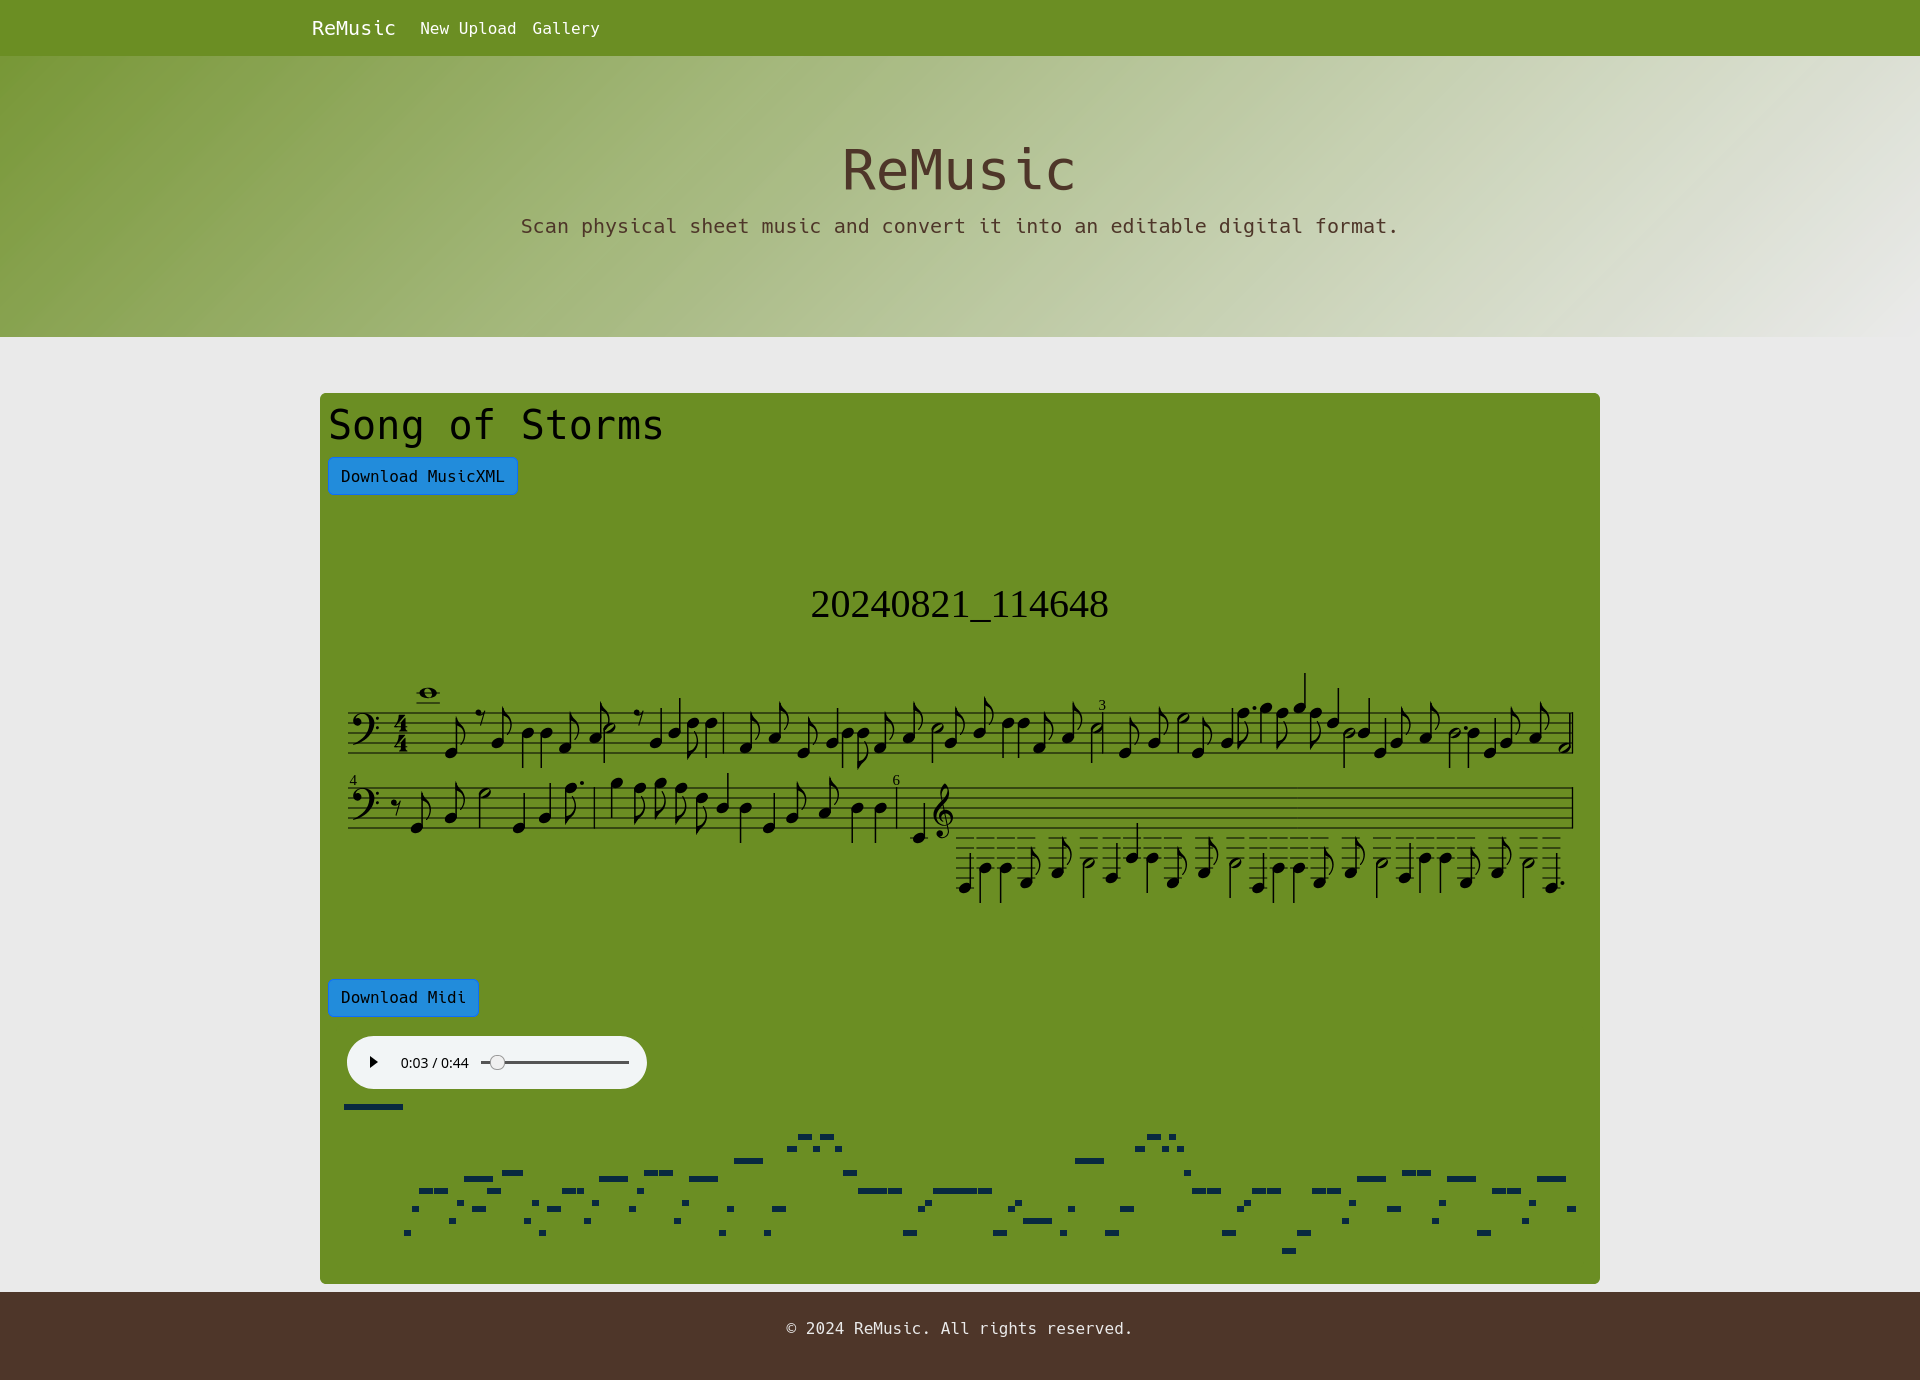 ReMusic New Upload Gallery
ReMusic
Scan physical sheet music and convert it into an editable digital format.
Song of Storms
Download MusicXML
20240821_114648
3
4
4
4
6
Download Midi
0:03 / 0:44
© 2024 ReMusic. All rights reserved.